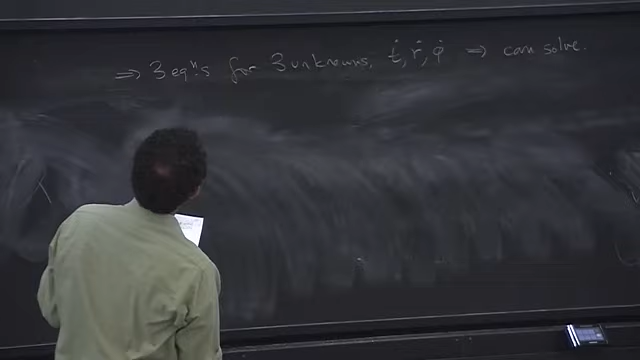 ⇒ 3 eqⁿs for 3 unknowns, ṫ, ṙ, φ̇ ⇒ can solve.